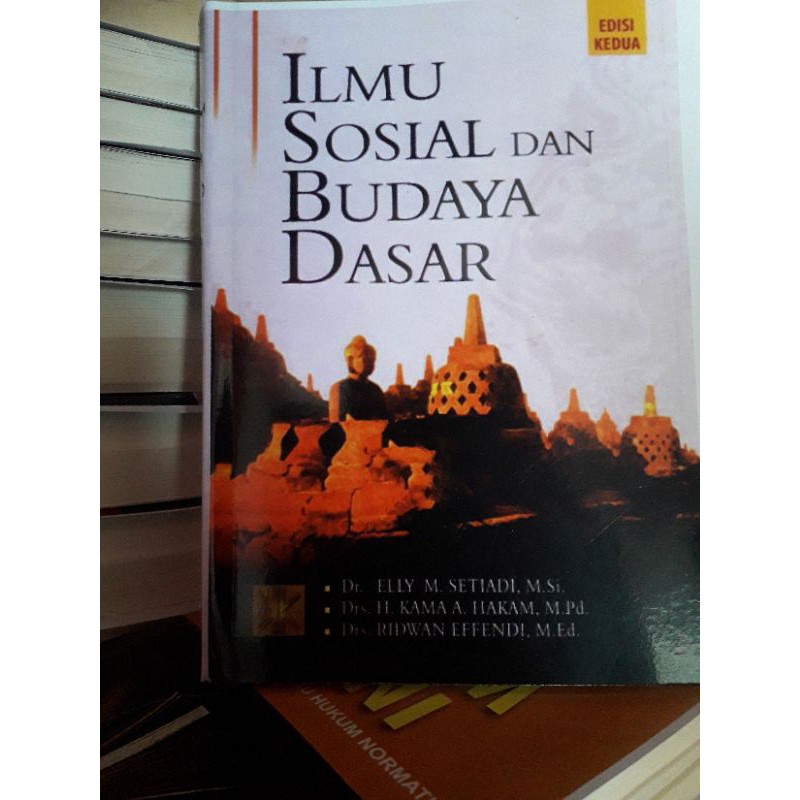 EDISI
KEDUA
ILMU
SOSIAL DAN
BUDAYA
DASAR
Dr. ELLY M. SETIADI, M.Si.
Drs. H. KAMA A. HAKAM, M.Pd.
Drs. RIDWAN EFFENDI, M.Ed.
HUKUM NORMATI